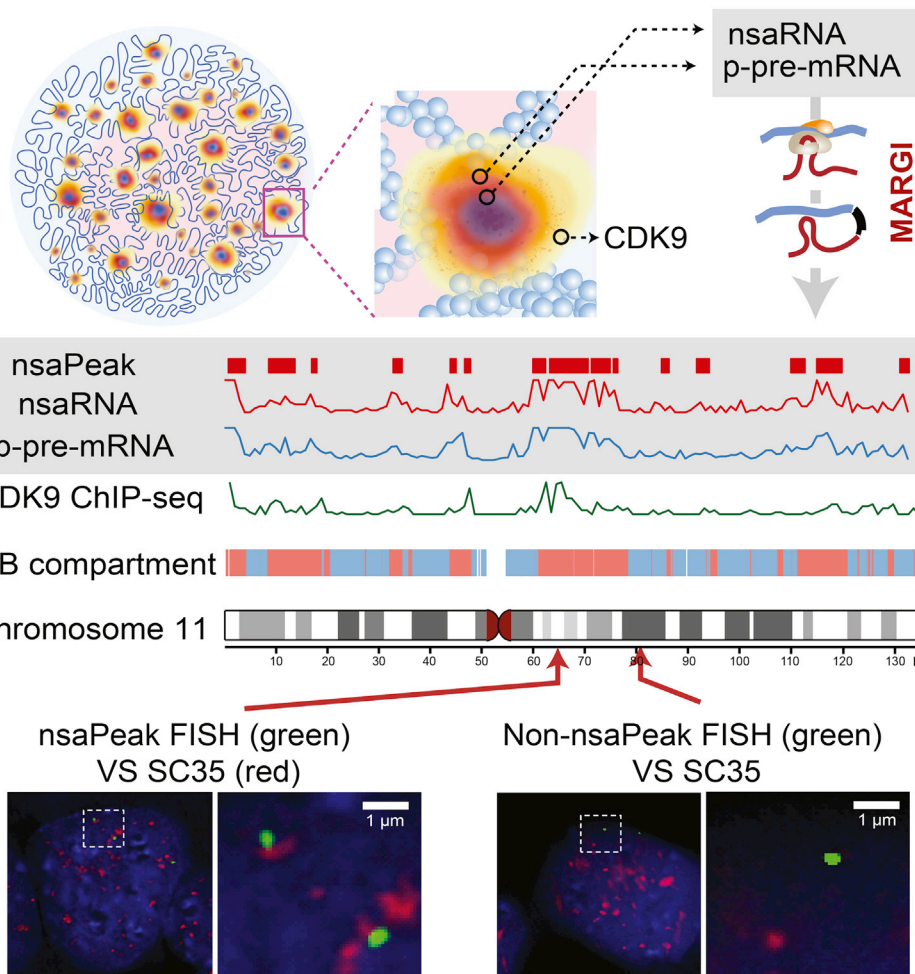 nsaRNA
p-pre-mRNA
MARGI
CDK9
nsaPeak
nsaRNA
p-pre-mRNA
DK9 ChIP-seq
B compartment
hromosome 11
10 20 30 40 50 60 70 80 90 100 110 120 130
nsaPeak FISH (green)
VS SC35 (red)
Non-nsaPeak FISH (green)
VS SC35
1 µm
1 µm